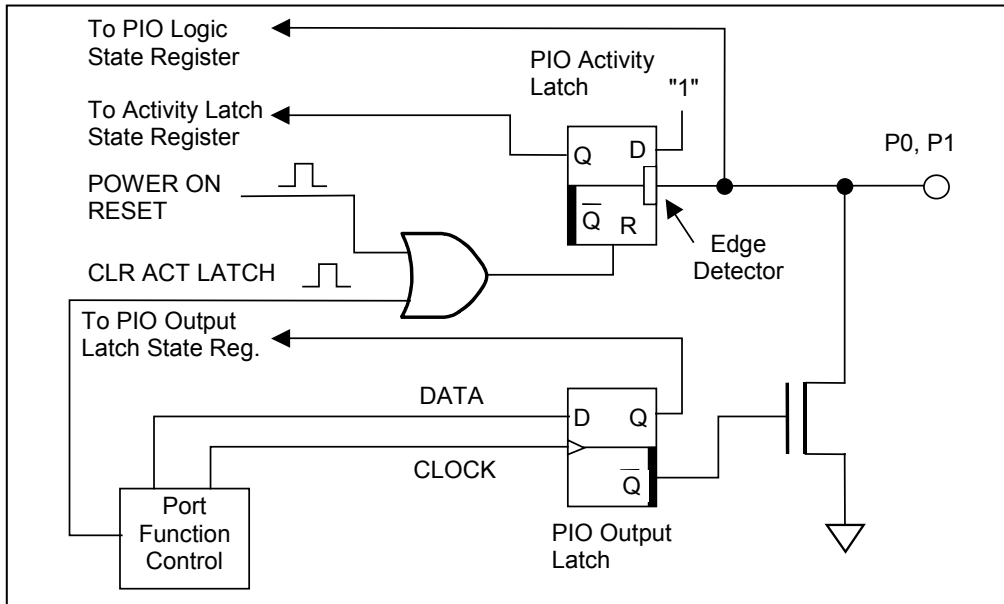 To PIO Logic
State Register
PIO Activity
Latch
"1"
To Activity Latch
State Register
Q
D
P0, P1
POWER ON
RESET
Q̅
R
Edge
Detector
CLR ACT LATCH
To PIO Output
Latch State Reg.
DATA
D
Q
CLOCK
Q̅
Port
Function
Control
PIO Output
Latch